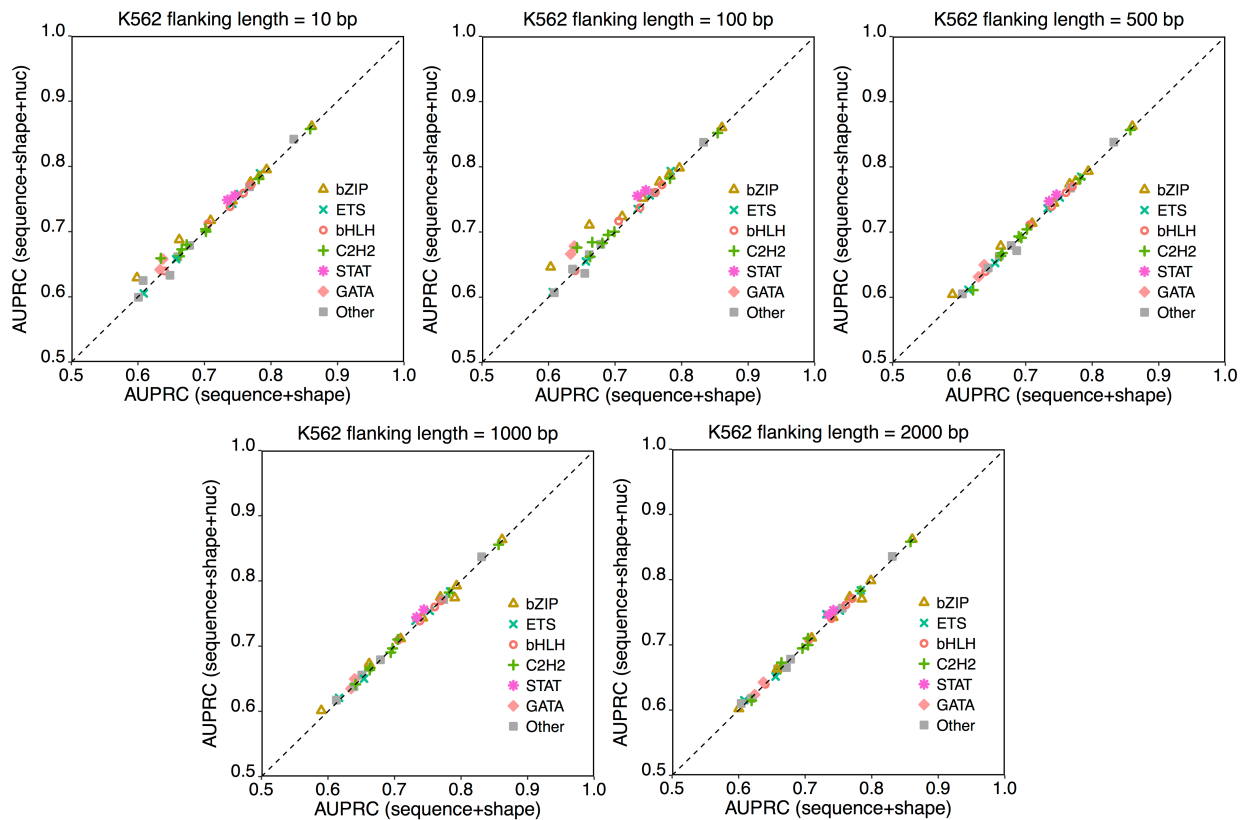 K562 flanking length = 10 bp
AUPRC (sequence+shape+nuc)
1.0
0.9
0.8
0.7
0.6
0.5
bZIP
ETS
bHLH
C2H2
STAT
GATA
Other
0.5 0.6 0.7 0.8 0.9 1.0
AUPRC (sequence+shape)
K562 flanking length = 100 bp
AUPRC (sequence+shape+nuc)
1.0
0.9
0.8
0.7
0.6
0.5
bZIP
ETS
bHLH
C2H2
STAT
GATA
Other
0.5 0.6 0.7 0.8 0.9 1.0
AUPRC (sequence+shape)
K562 flanking length = 500 bp
AUPRC (sequence+shape+nuc)
1.0
0.9
0.8
0.7
0.6
0.5
bZIP
ETS
bHLH
C2H2
STAT
GATA
Other
0.5 0.6 0.7 0.8 0.9 1.0
AUPRC (sequence+shape)
K562 flanking length = 1000 bp
AUPRC (sequence+shape+nuc)
1.0
0.9
0.8
0.7
0.6
0.5
bZIP
ETS
bHLH
C2H2
STAT
GATA
Other
0.5 0.6 0.7 0.8 0.9 1.0
AUPRC (sequence+shape)
K562 flanking length = 2000 bp
AUPRC (sequence+shape+nuc)
1.0
0.9
0.8
0.7
0.6
0.5
bZIP
ETS
bHLH
C2H2
STAT
GATA
Other
0.5 0.6 0.7 0.8 0.9 1.0
AUPRC (sequence+shape)